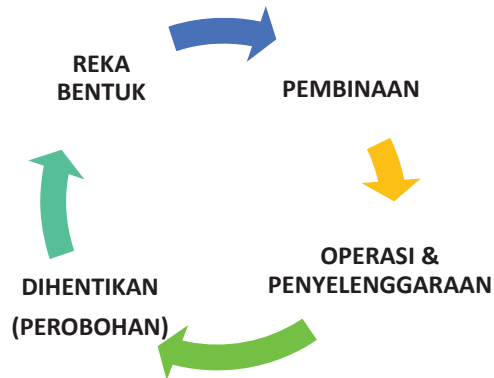 REKA
BENTUK
PEMBINAAN
OPERASI &
PENYELENGGARAAN
DIHENTIKAN
(PEROBOHAN)